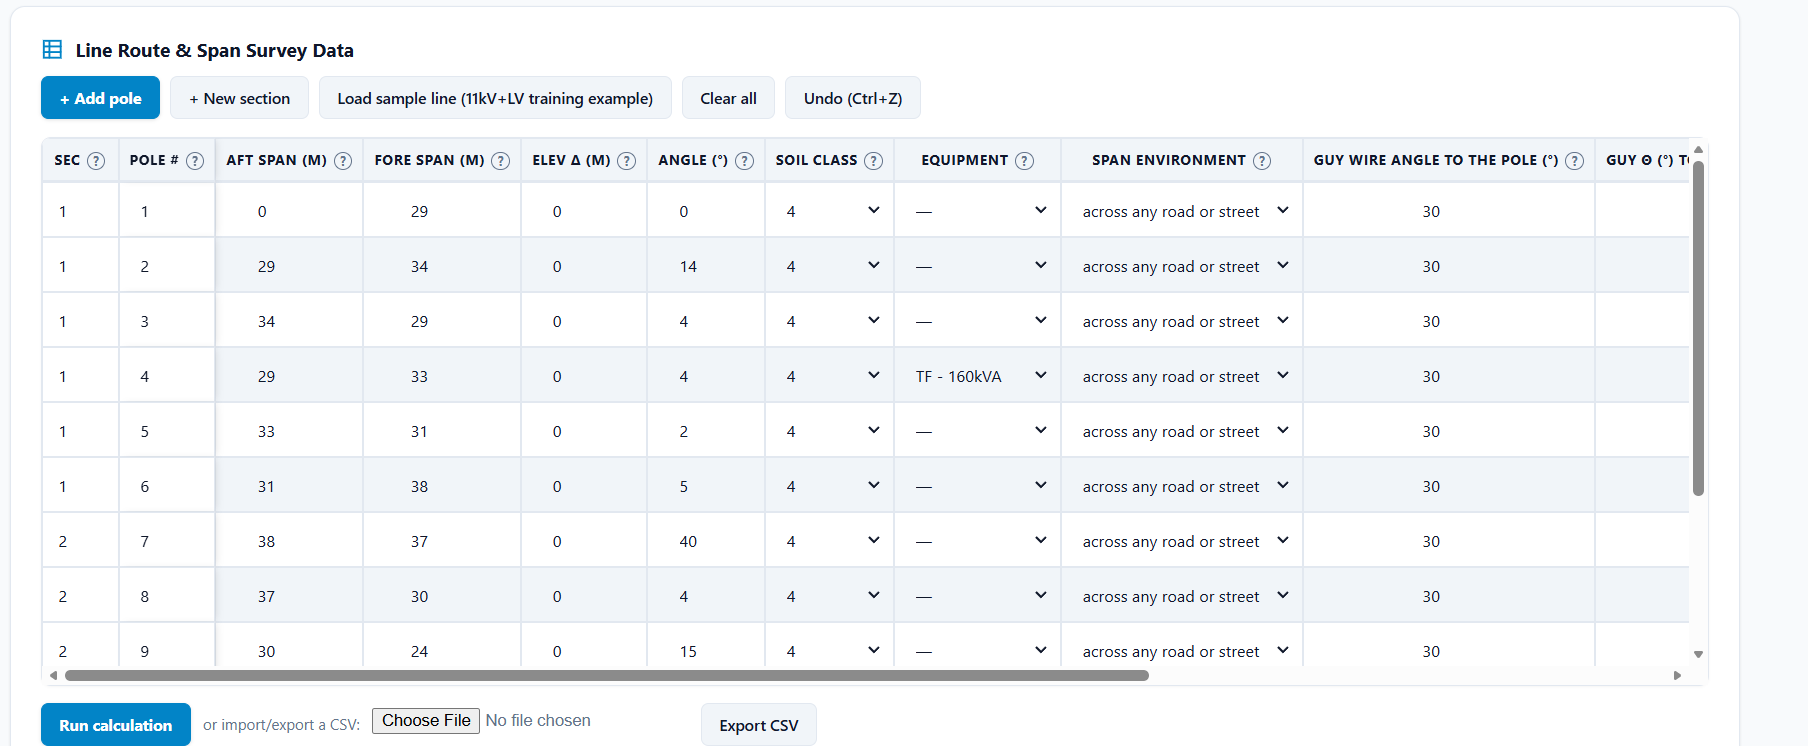 Line Route & Span Survey Data
+ Add pole + New section Load sample line (11kV+LV training example) Clear all Undo (Ctrl+Z)
SEC ? POLE # ? AFT SPAN (M) ? FORE SPAN (M) ? ELEV Δ (M) ? ANGLE (°) ? SOIL CLASS ? EQUIPMENT ? SPAN ENVIRONMENT ? GUY WIRE ANGLE TO THE POLE (°) ? GUY Θ (°)
1 1 0 29 0 0 4 — across any road or street 30
1 2 29 34 0 14 4 — across any road or street 30
1 3 34 29 0 4 4 — across any road or street 30
1 4 29 33 0 4 4 TF - 160kVA across any road or street 30
1 5 33 31 0 2 4 — across any road or street 30
1 6 31 38 0 5 4 — across any road or street 30
2 7 38 37 0 40 4 — across any road or street 30
2 8 37 30 0 4 4 — across any road or street 30
2 9 30 24 0 15 4 — across any road or street 30
Run calculation or import/export a CSV: Choose File No file chosen Export CSV